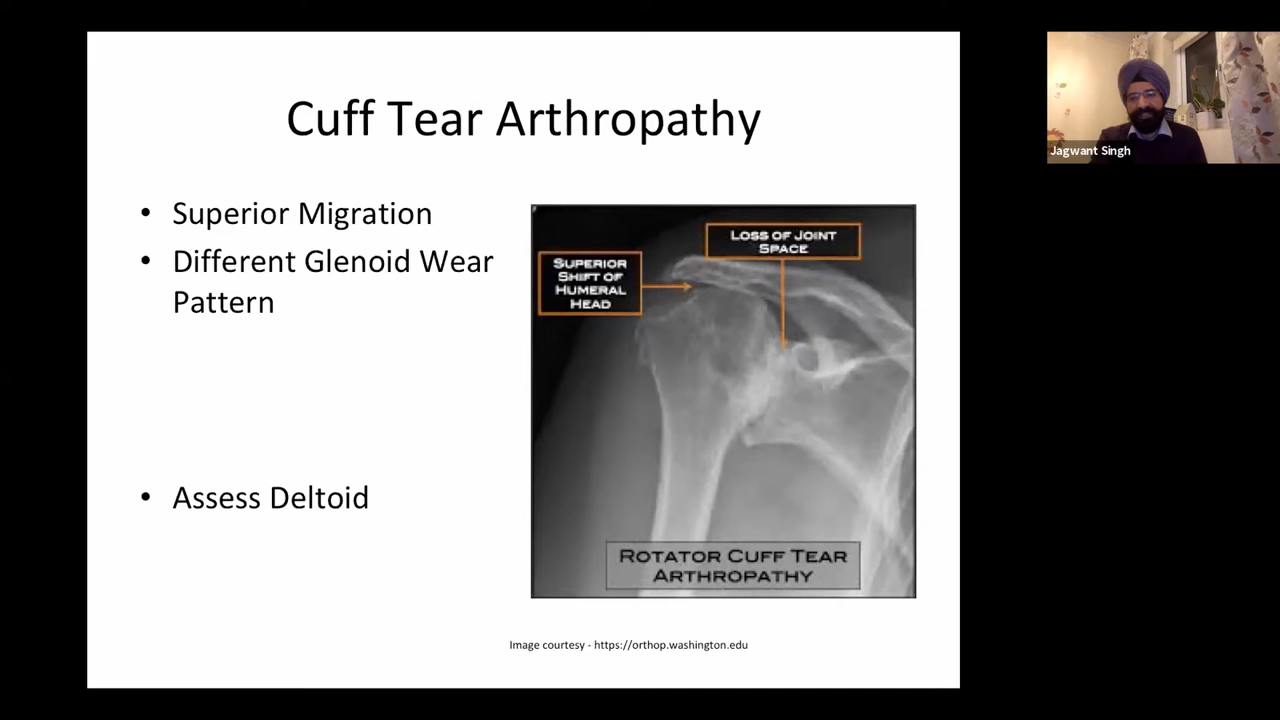 Cuff Tear Arthropathy
• Superior Migration
• Different Glenoid Wear
Pattern
• Assess Deltoid
LOSS OF JOINT
SPACE
SUPERIOR
SHIFT OF
HUMERAL
HEAD
ROTATOR CUFF TEAR
ARTHROPATHY
Image courtesy - https://orthop.washington.edu
Jagwant Singh